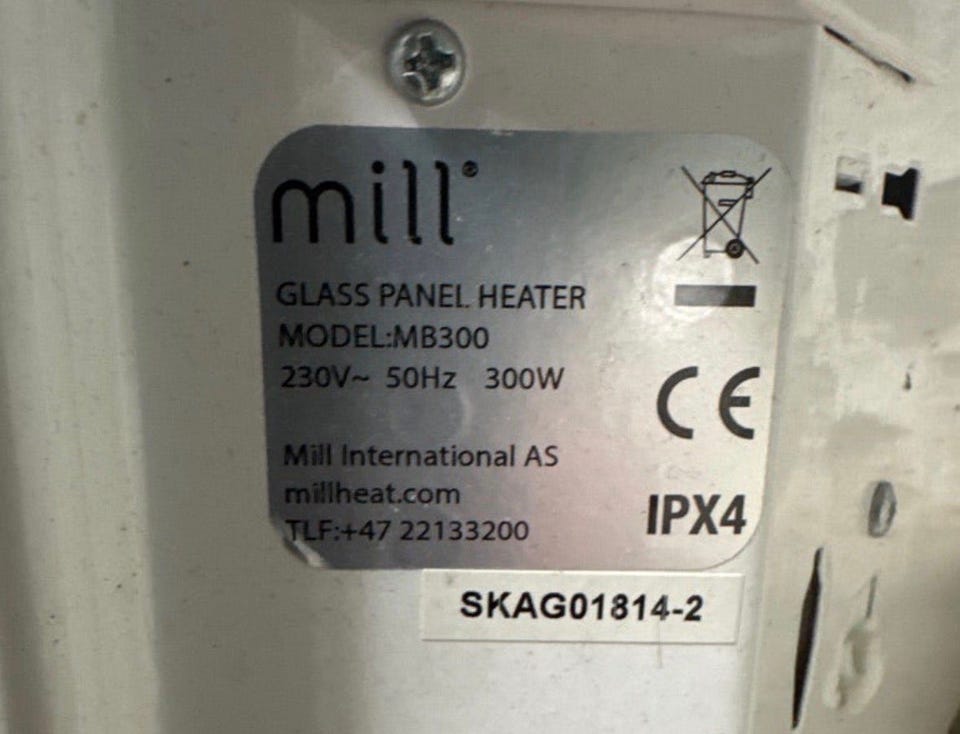 mill
GLASS PANEL HEATER
MODEL:MB300
230V~ 50Hz 300W
CE
Mill International AS
millheat.com
TLF:+47 22133200
IPX4
SKAG01814-2